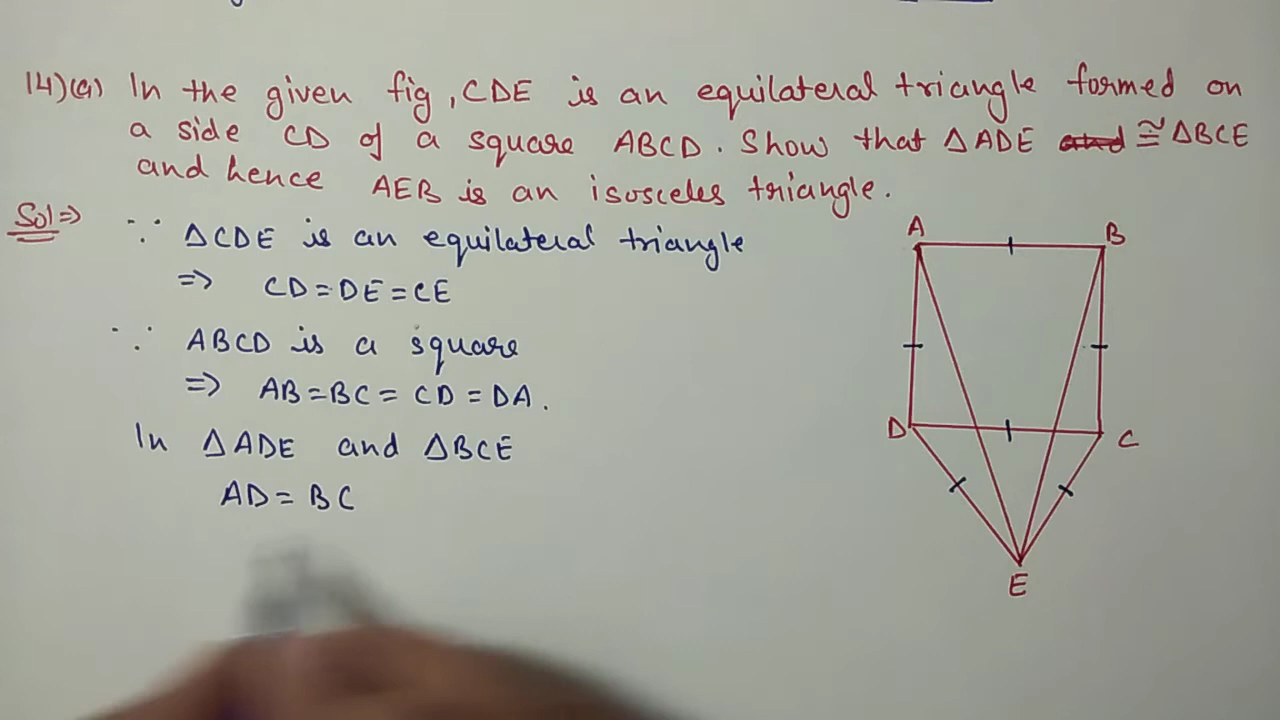 14)(a) In the given fig, CDE is an equilateral triangle formed on
a side CD of a square ABCD. Show that ΔADE and ≅ ΔBCE
and hence AEB is an isosceles triangle.
Sol⇒
∵ ΔCDE is an equilateral triangle
⇒ CD=DE=CE
∵ ABCD is a square
⇒ AB=BC=CD=DA.
In ΔADE and ΔBCE
AD=BC
A
B
D
C
E